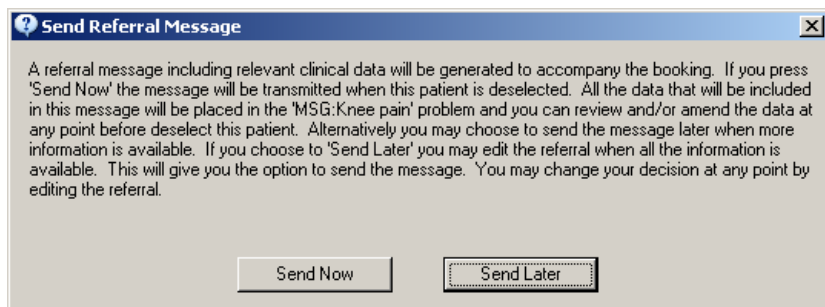 Send Referral Message
A referral message including relevant clinical data will be generated to accompany the booking.  If you press
'Send Now' the message will be transmitted when this patient is deselected.  All the data that will be included
in this message will be placed in the 'MSG:Knee pain' problem and you can review and/or amend the data at
any point before deselect this patient.  Alternatively you may choose to send the message later when more
information is available.  If you choose to 'Send Later' you may edit the referral when all the information is
available.  This will give you the option to send the message.  You may change your decision at any point by
editing the referral.
Send Now Send Later